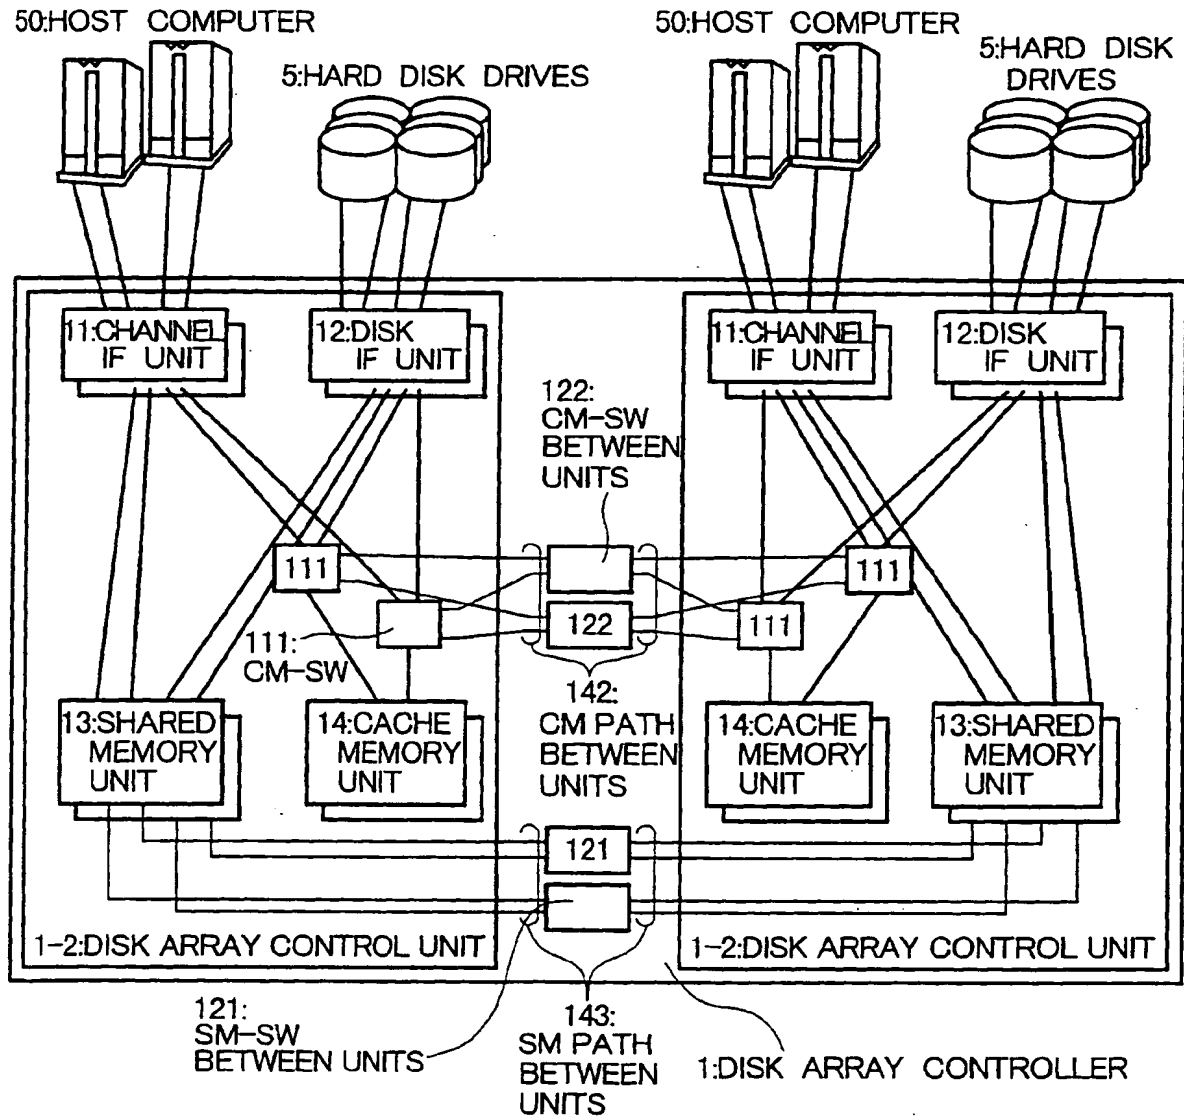 50:HOST COMPUTER
5:HARD DISK DRIVES
50:HOST COMPUTER
5:HARD DISK
DRIVES
11:CHANNEL
IF UNIT
12:DISK
IF UNIT
11:CHANNEL
IF UNIT
12:DISK
IF UNIT
122:
CM-SW
BETWEEN
UNITS
111
111
122
111
111:
CM-SW
142:
CM PATH
BETWEEN
UNITS
13:SHARED
MEMORY
UNIT
14:CACHE
MEMORY
UNIT
14:CACHE
MEMORY
UNIT
13:SHARED
MEMORY
UNIT
121
1-2:DISK ARRAY CONTROL UNIT
1-2:DISK ARRAY CONTROL UNIT
121:
SM-SW
BETWEEN UNITS
143:
SM PATH
BETWEEN
UNITS
1:DISK ARRAY CONTROLLER